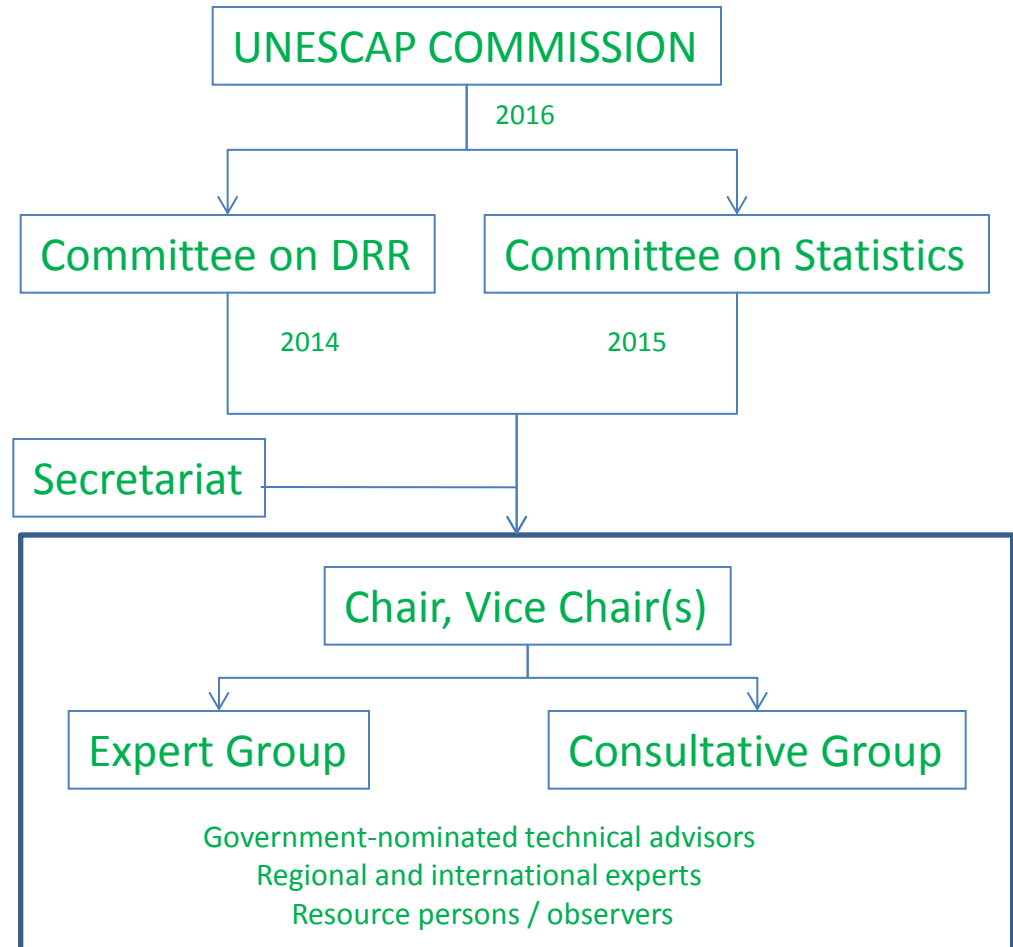 UNESCAP COMMISSION
2016
Committee on DRR
Committee on Statistics
2014
2015
Secretariat
Chair, Vice Chair(s)
Expert Group
Consultative Group
Government-nominated technical advisors
Regional and international experts
Resource persons / observers